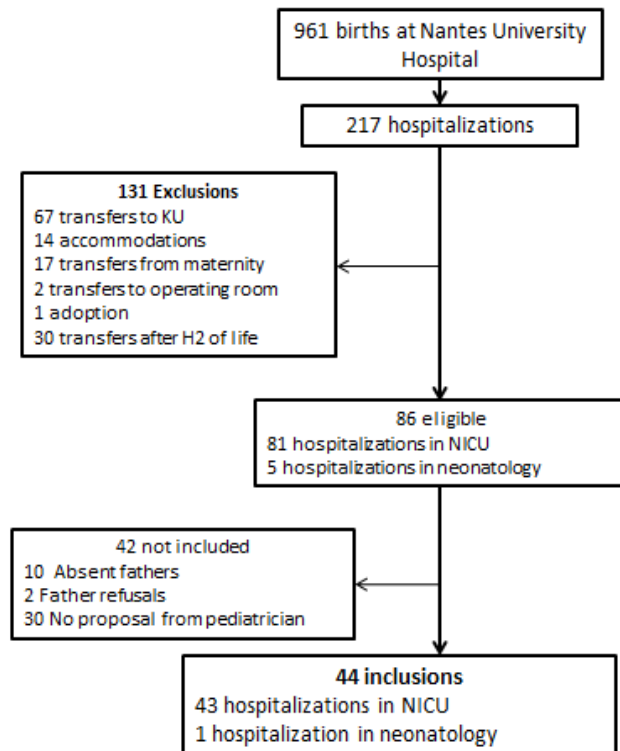 961 births at Nantes University
Hospital
217 hospitalizations
131 Exclusions
67 transfers to KU
14 accommodations
17 transfers from maternity
2 transfers to operating room
1 adoption
30 transfers after H2 of life
86 eligible
81 hospitalizations in NICU
5 hospitalizations in neonatology
42 not included
10 Absent fathers
2 Father refusals
30 No proposal from pediatrician
44 inclusions
43 hospitalizations in NICU
1 hospitalization in neonatology